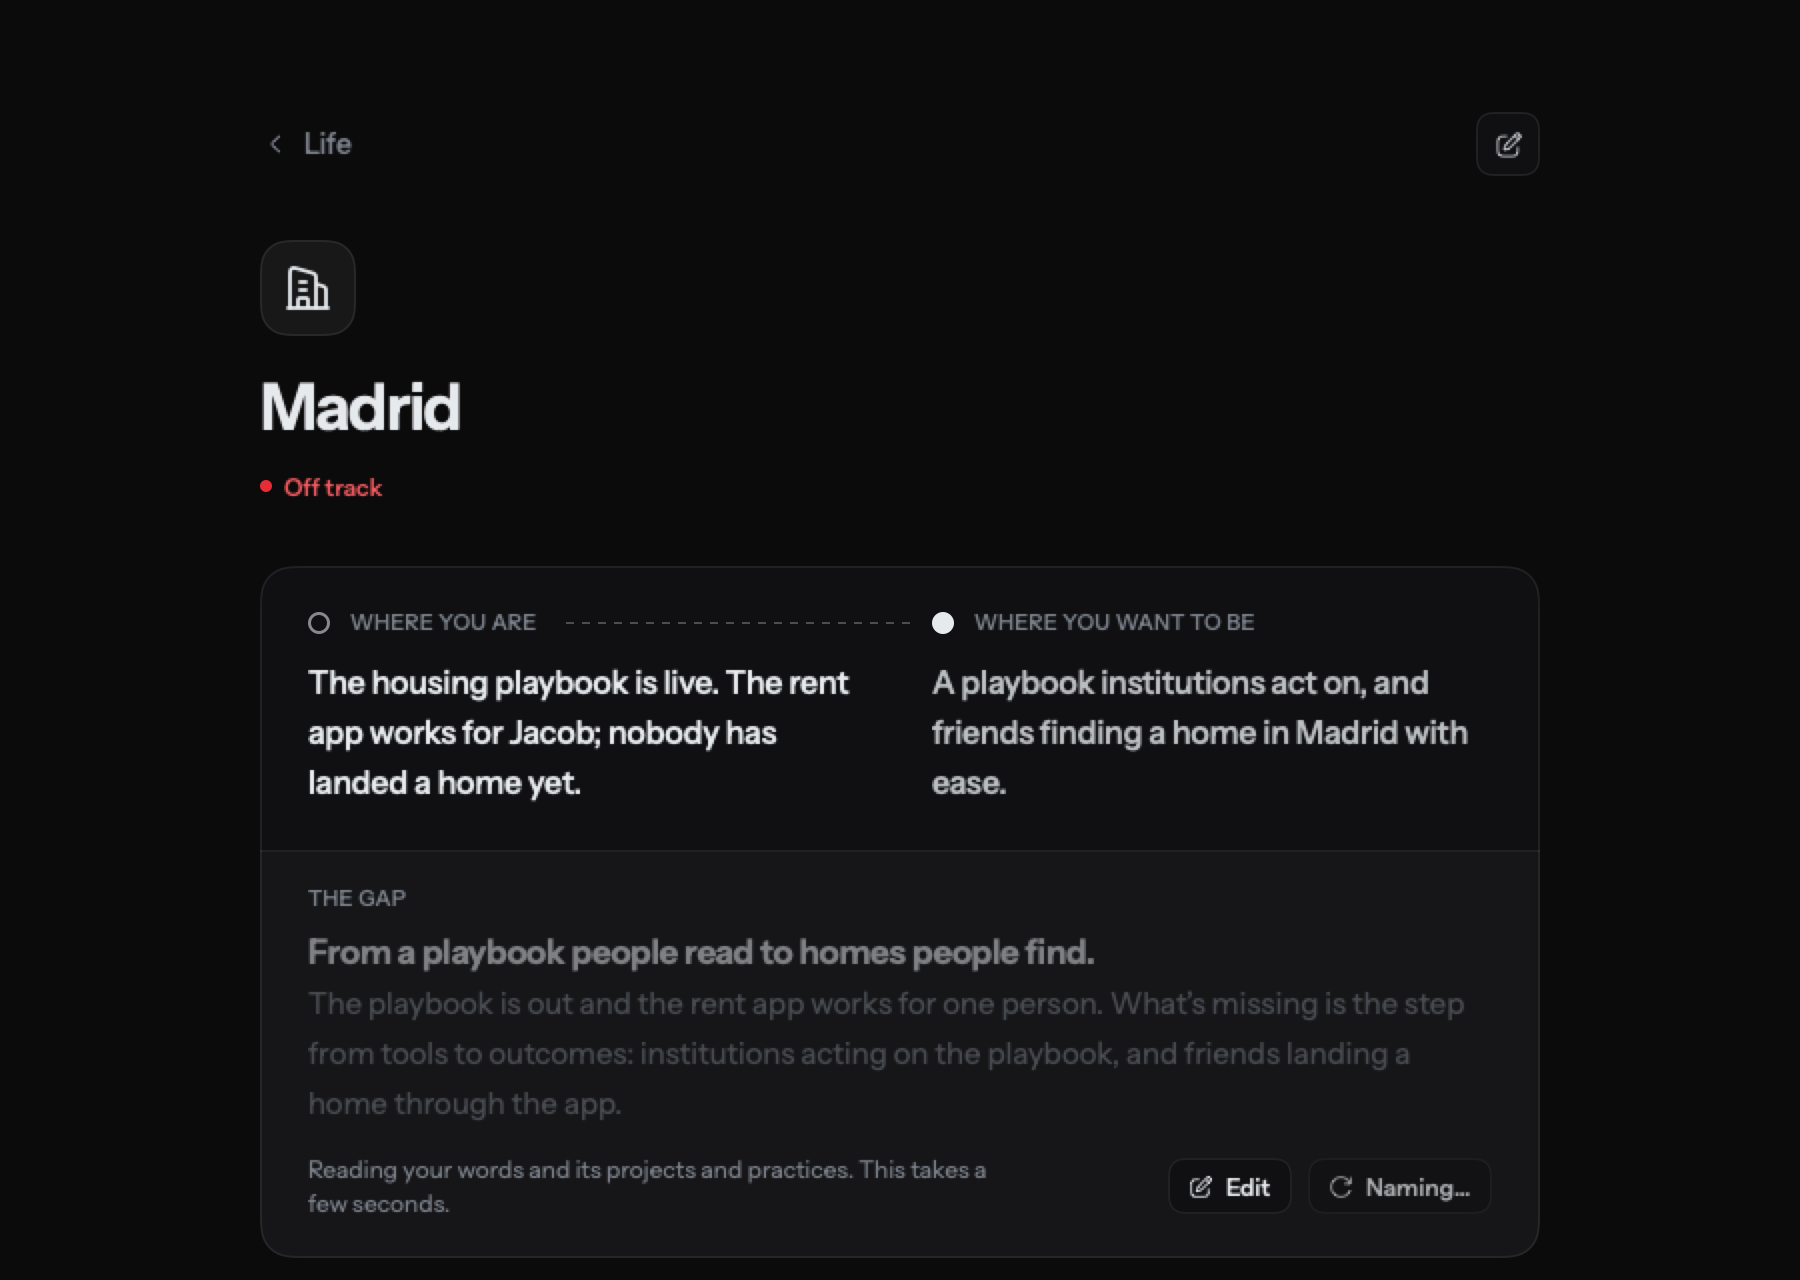 Life
Madrid
Off track
WHERE YOU ARE
The housing playbook is live. The rent
app works for Jacob; nobody has
landed a home yet.
WHERE YOU WANT TO BE
A playbook institutions act on, and
friends finding a home in Madrid with
ease.
THE GAP
From a playbook people read to homes people find.
The playbook is out and the rent app works for one person. What’s missing is the step
from tools to outcomes: institutions acting on the playbook, and friends landing a
home through the app.
Reading your words and its projects and practices. This takes a
few seconds.
Edit
Naming…